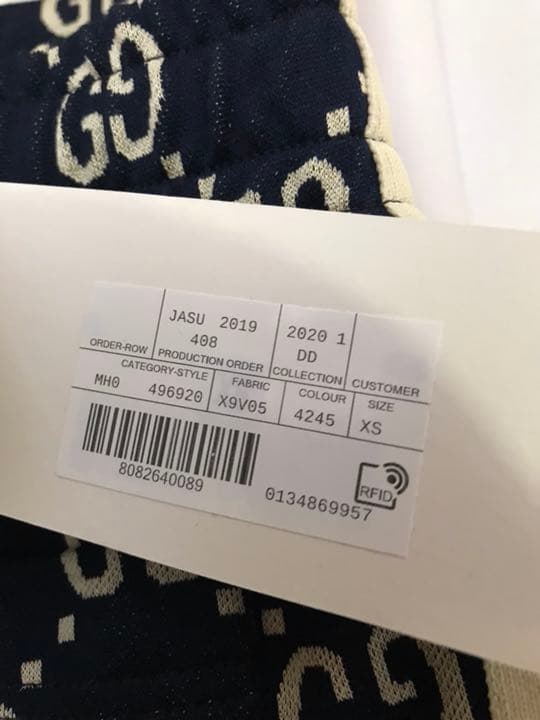 JASU 2019
408
2020 1
DD
ORDER-ROW PRODUCTION ORDER COLLECTION CUSTOMER
CATEGORY-STYLE FABRIC COLOUR SIZE
MH0 496920 X9V05 4245 XS
8082640089
0134869957
RFID